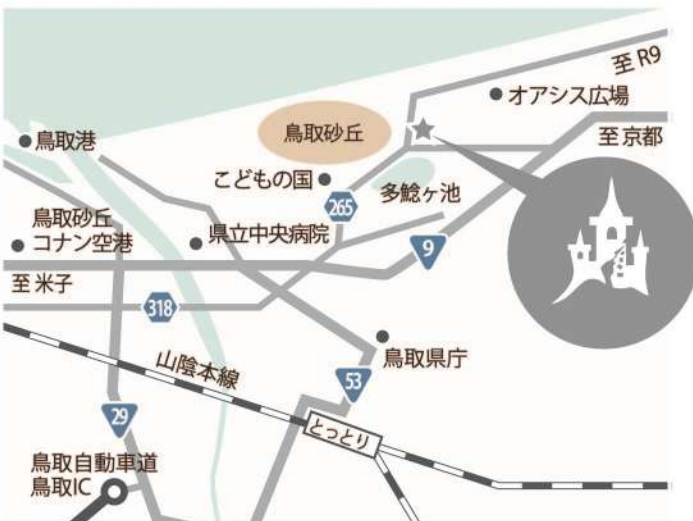 至 R9
オアシス広場
鳥取砂丘
至 京都
鳥取港
こどもの国
多鯰ヶ池
265
鳥取砂丘
コナン空港
県立中央病院
9
至 米子
318
鳥取県庁
山陰本線
53
29
とっとり
鳥取自動車道
鳥取IC